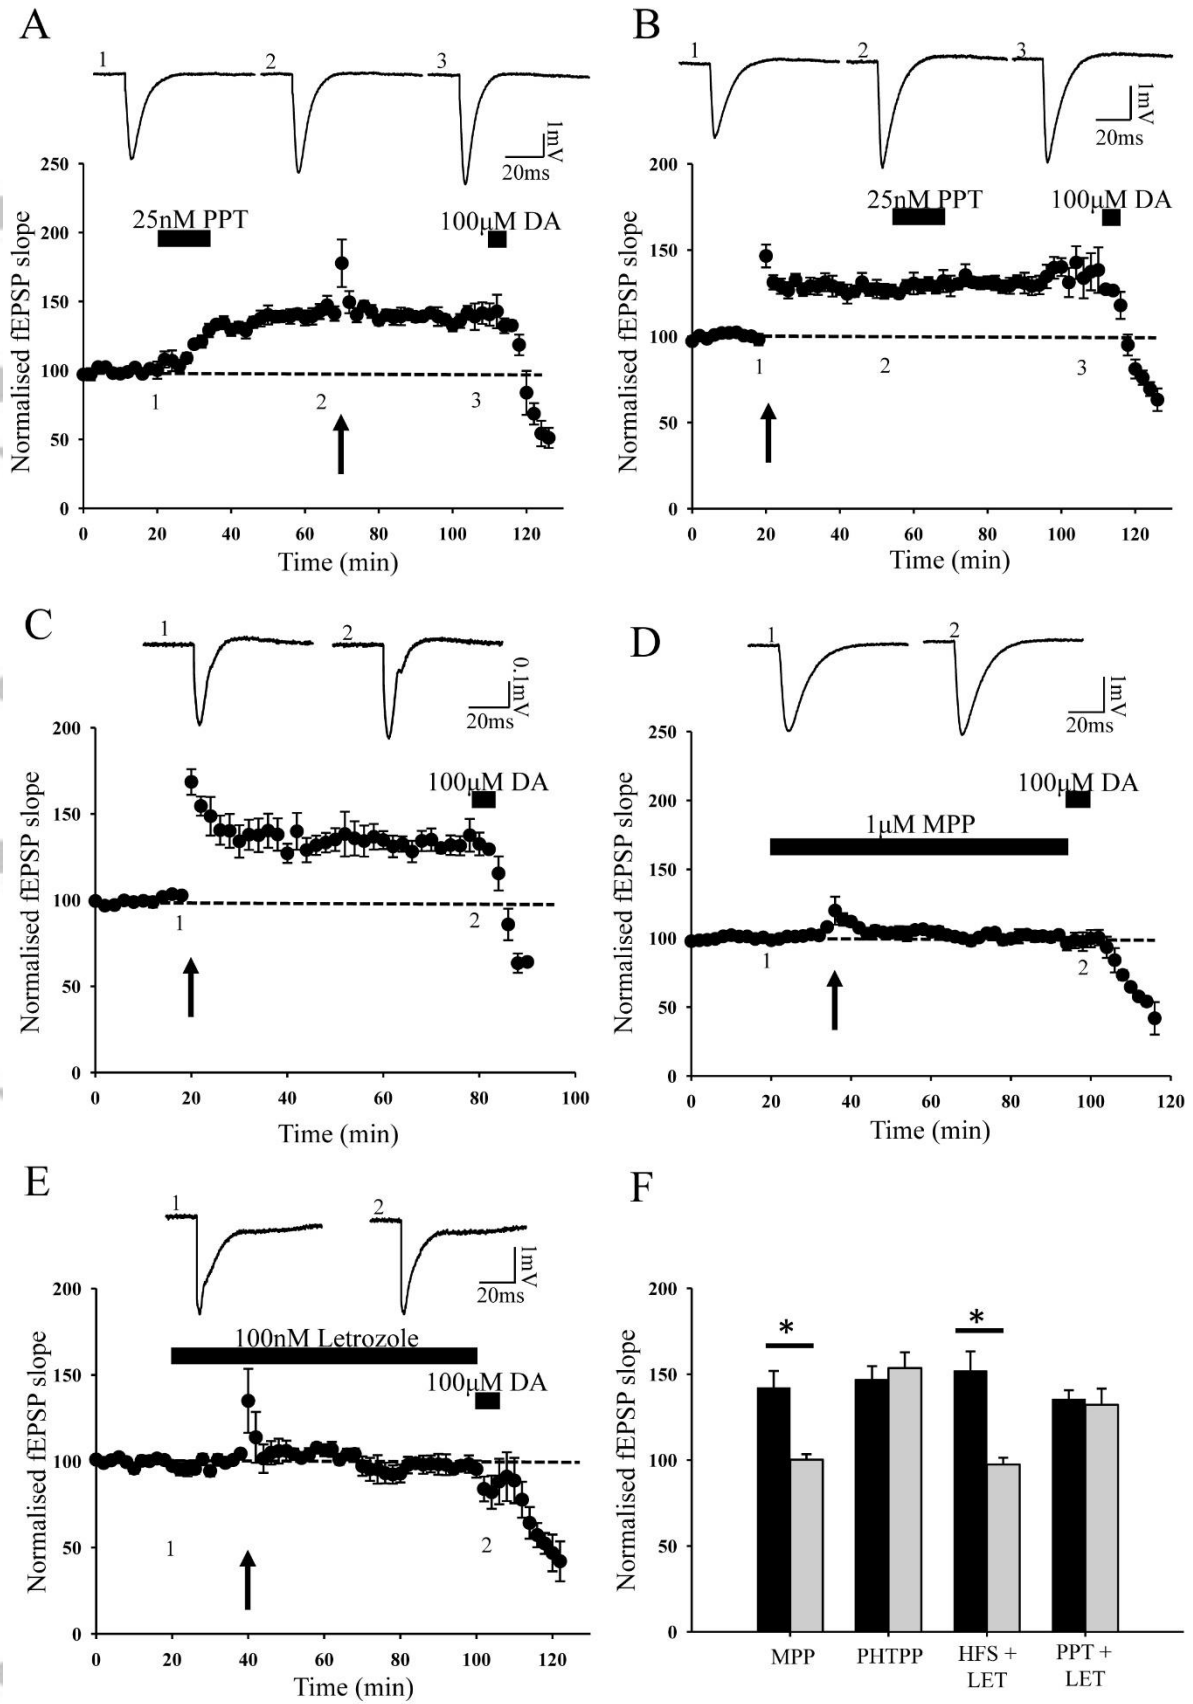 A
1 2 3
1mV
20ms
25nM PPT
100μM DA
Normalised fEPSP slope
250
200
150
100
50
0
1 2 3
0 20 40 60 80 100 120
Time (min)
B
1 2 3
1mV
20ms
25nM PPT
100μM DA
Normalised fEPSP slope
200
150
100
50
0
1 2 3
0 20 40 60 80 100 120
Time (min)
C
1 2
0.1mV
20ms
100μM DA
Normalised fEPSP slope
200
150
100
50
0
1 2
0 20 40 60 80 100
Time (min)
D
1 2
1mV
20ms
100μM DA
1μM MPP
Normalised fEPSP slope
250
200
150
100
50
0
1 2
0 20 40 60 80 100 120
Time (min)
E
1 2
1mV
20ms
100nM Letrozole
100μM DA
Normalised fEPSP slope
200
150
100
50
0
1 2
0 20 40 60 80 100 120
Time (min)
F
Normalised fEPSP slope
200
150
100
50
0
* *
MPP PHTPP HFS + PPT +
LET LET